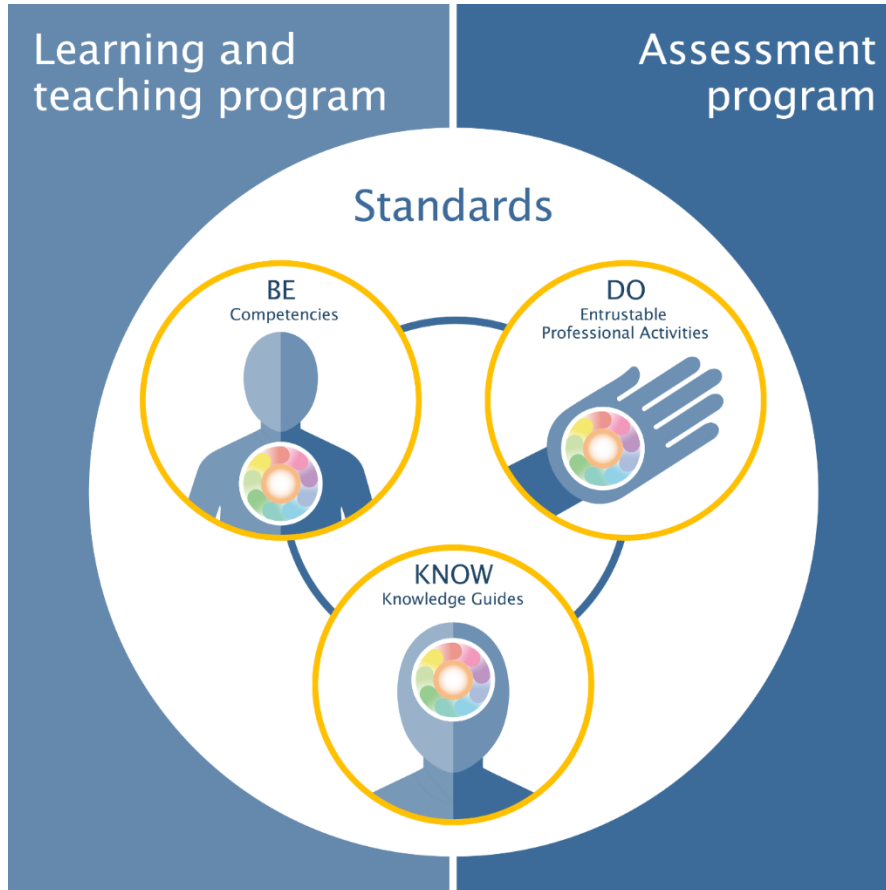 Learning and
teaching program
Assessment
program
Standards
BE
Competencies
DO
Entrustable
Professional Activities
KNOW
Knowledge Guides